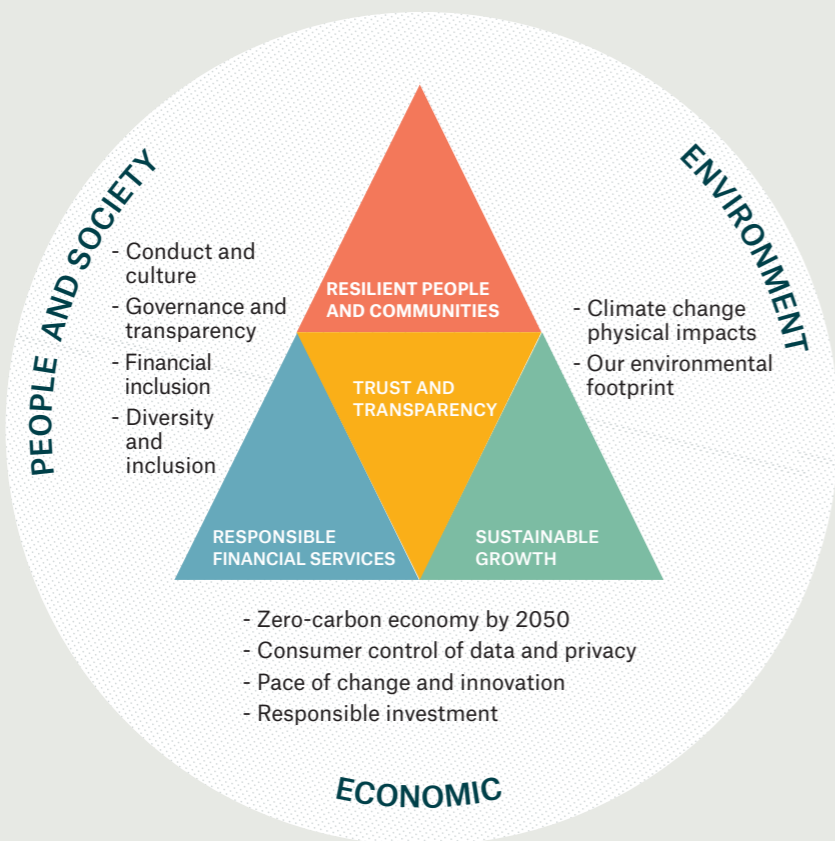 PEOPLE AND SOCIETY
- Conduct and
culture
- Governance and
transparency
- Financial
inclusion
- Diversity
and
inclusion
RESILIENT PEOPLE
AND COMMUNITIES
TRUST AND
TRANSPARENCY
RESPONSIBLE
FINANCIAL SERVICES
SUSTAINABLE
GROWTH
ENVIRONMENT
- Climate change
physical impacts
- Our environmental
footprint
- Zero-carbon economy by 2050
- Consumer control of data and privacy
- Pace of change and innovation
- Responsible investment
ECONOMIC